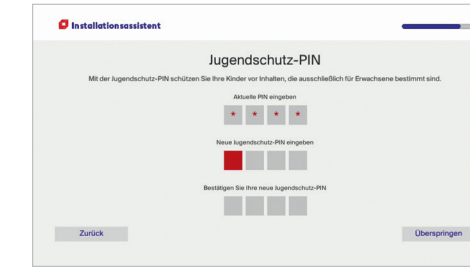 Installationsassistent
Jugendschutz-PIN
Mit der Jugendschutz-PIN schützen Sie Ihre Kinder vor Inhalten, die ausschließlich für Erwachsene bestimmt sind.
Aktuelle PIN eingeben
* * * *
Neue Jugendschutz-PIN eingeben
Bestätigen Sie Ihre neue Jugendschutz-PIN
Zurück
Überspringen